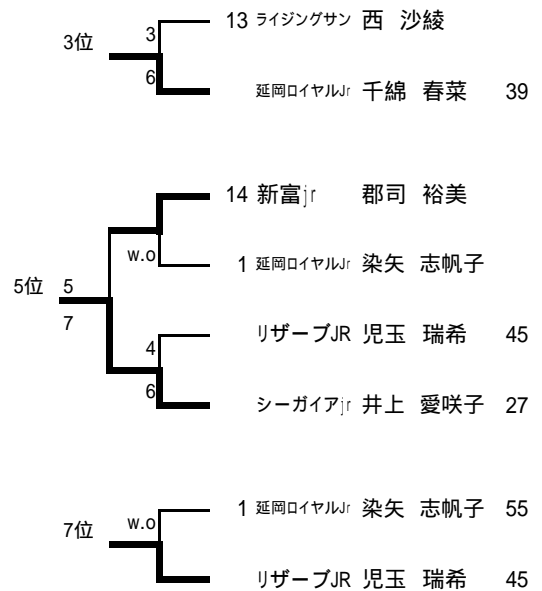 3 13 ライジングサン 西 沙綾
3位
6 延岡ロイヤルJr 千綿 春菜 39
14 新富jr 郡司 裕美
w.o 1 延岡ロイヤルJr 染矢 志帆子
5位 5
7
4 リザーブJR 児玉 瑞希 45
6 シーガイアjr 井上 愛咲子 27
w.o 1 延岡ロイヤルJr 染矢 志帆子 55
7位
リザーブJR 児玉 瑞希 45